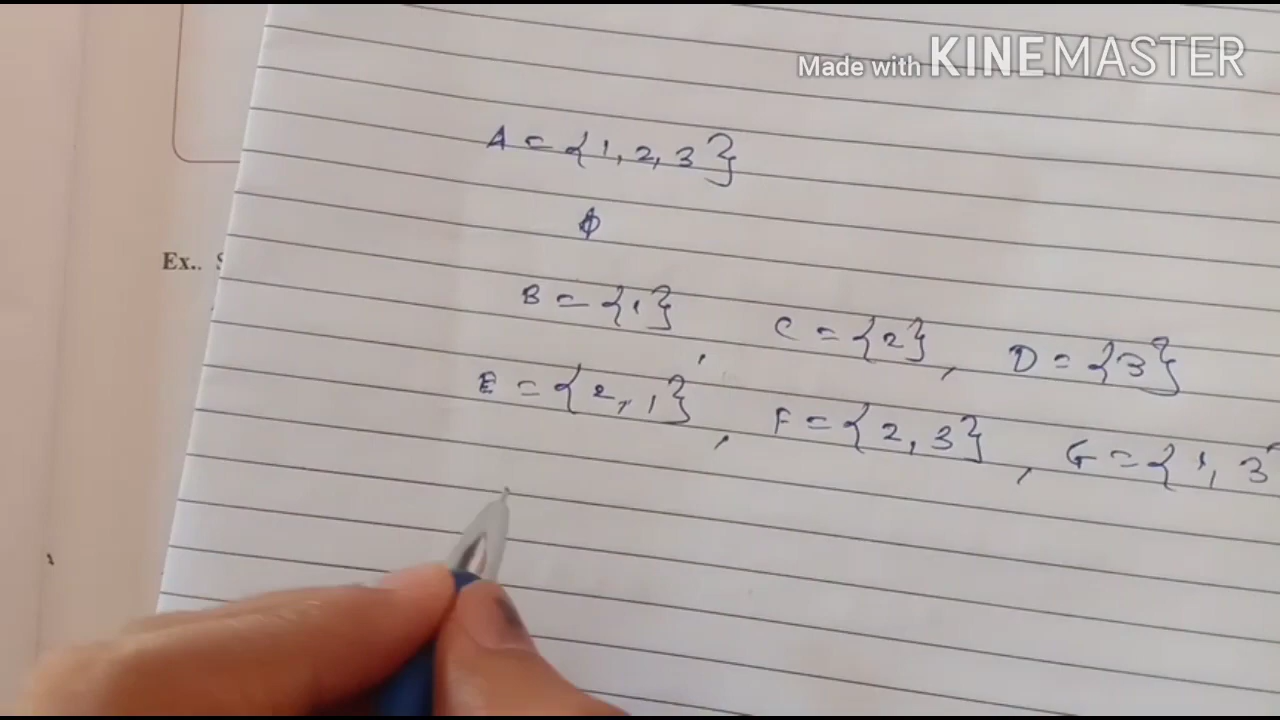 Made with KINEMASTER
A = {1, 2, 3}
ϕ
Ex..
B = {1}, C = {2}, D = {3}
E = {2, 1}, F = {2, 3}, G = {1, 3